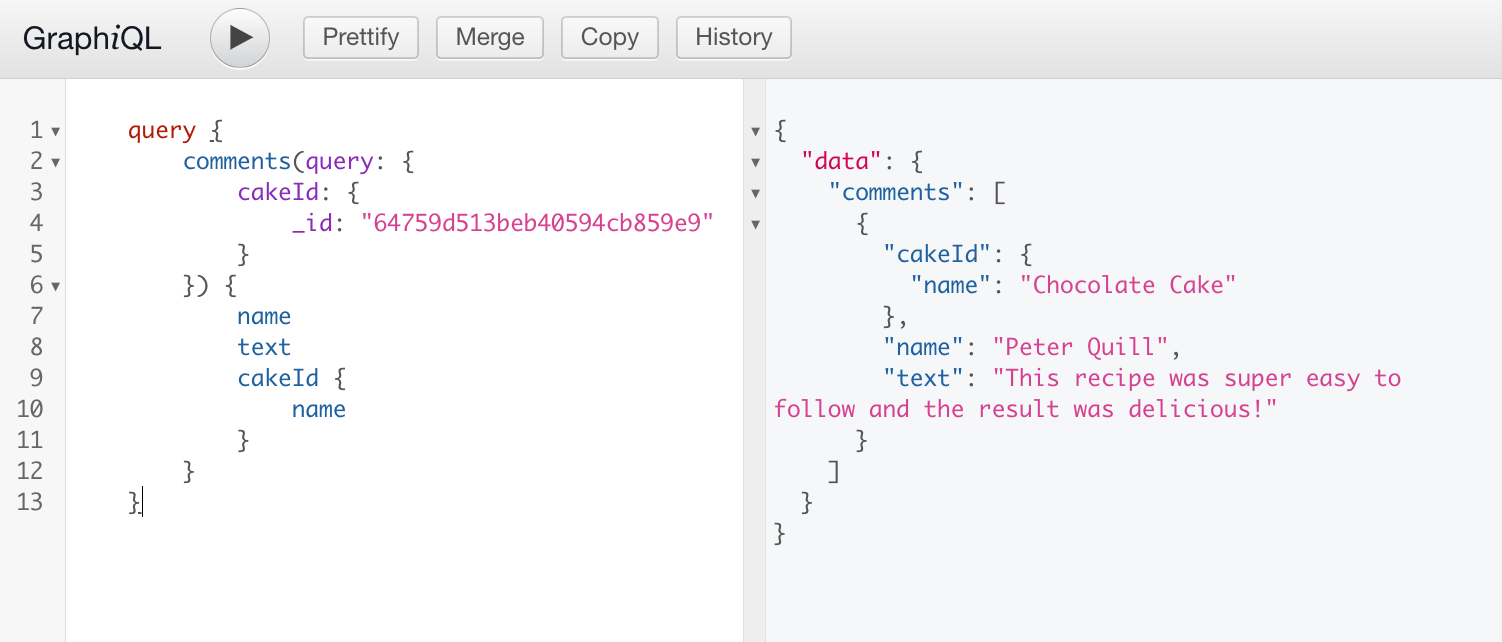 GraphiQL Prettify Merge Copy History
1 query {
2 comments(query: {
3 cakeId: {
4 _id: "64759d513beb40594cb859e9"
5 }
6 }) {
7 name
8 text
9 cakeId {
10 name
11 }
12 }
13 }
{
"data": {
"comments": [
{
"cakeId": {
"name": "Chocolate Cake"
},
"name": "Peter Quill",
"text": "This recipe was super easy to
follow and the result was delicious!"
}
]
}
}